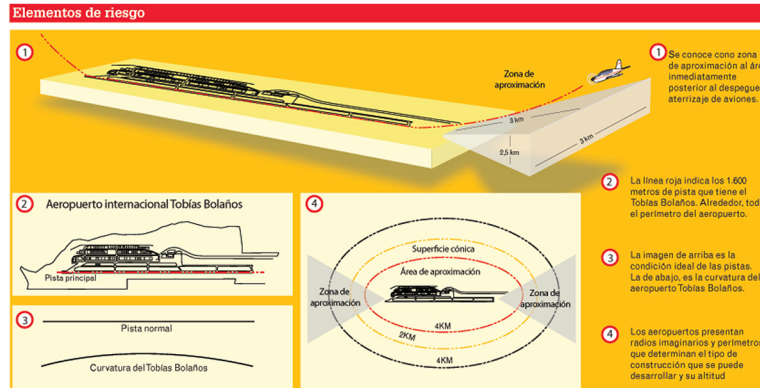 Elementos de riesgo
1
Zona de
aproximación
3 km
3 km
2,5 km
1
Se conoce cono zona
de aproximación al áre
inmediatamente
posterior al despegue
aterrizaje de aviones.
2
Aeropuerto internacional Tobías Bolaños
Pista principal
3
Pista normal
Curvatura del Tobías Bolaños
4
Superficie cónica
Área de aproximación
Zona de
aproximación
Zona de
aproximación
4KM
2KM
4KM
2
La línea roja indica los 1.600
metros de pista que tiene el
Tobías Bolaños. Alrededor, tod
el perímetro del aeropuerto.
3
La imagen de arriba es la
condición ideal de las pistas.
La de abajo, es la curvatura del
aeropuerto Tobías Bolaños.
4
Los aeropuertos presentan
radios imaginarios y perímetros
que determinan el tipo de
construcción que se puede
desarrollar y su altitud